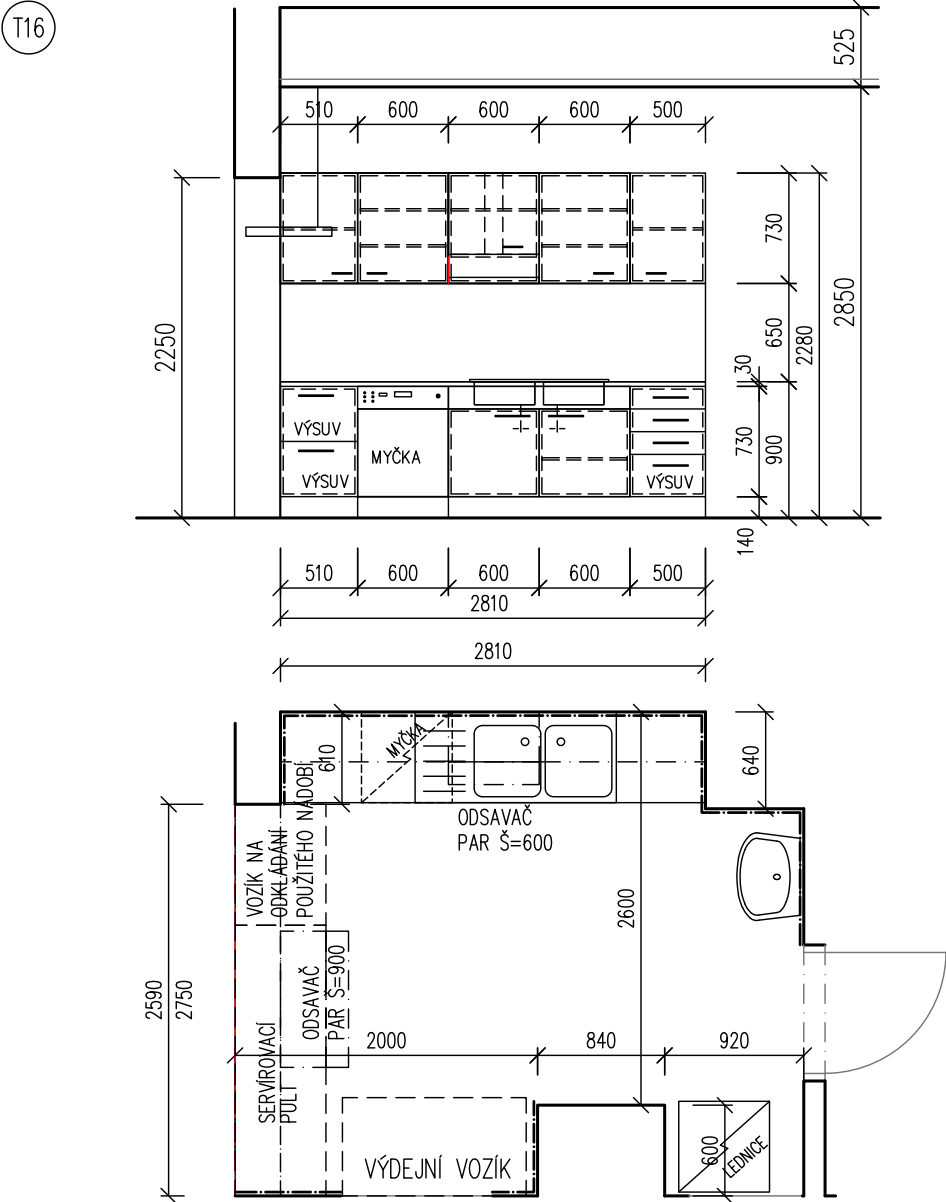 T16
525
510 600 600 600 500
730
2250
2850
650
2280
30
VÝSUV
MYČKA
730
900
VÝSUV
VÝSUV
140
510 600 600 600 500
2810
2810
MYČKA
610
640
ODSAVAČ
PAR Š=600
VOZÍK NA
ODKLÁDÁNÍ
POUŽITÉHO NÁDOBÍ
2600
ODSAVAČ
PAR Š=900
2590
2750
2000 840 920
SERVÍROVACÍ
PULT
600
LEDNICE
VÝDEJNÍ VOZÍK